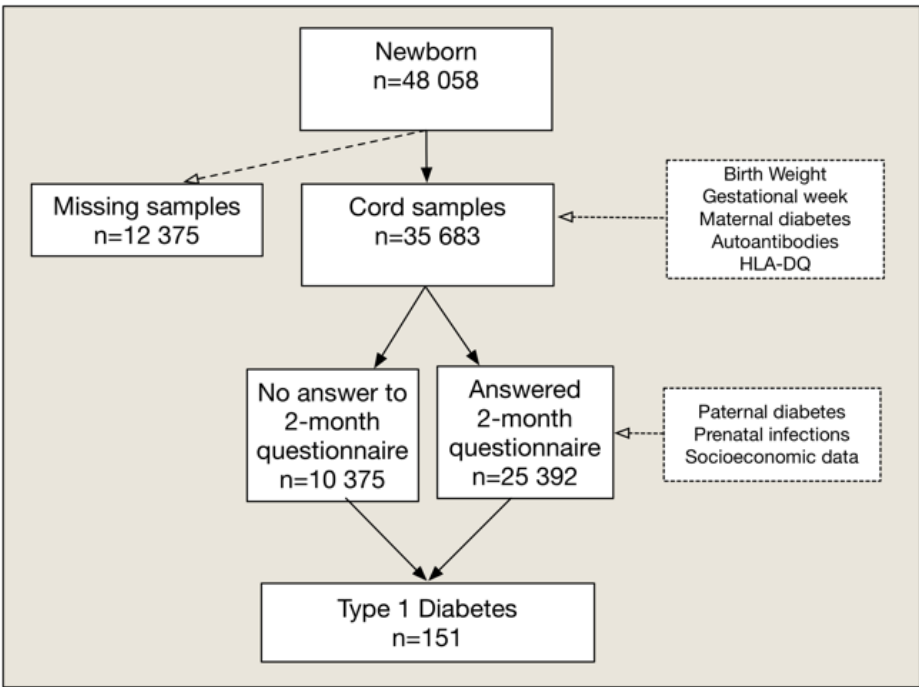 Newborn
n=48 058
Missing samples
n=12 375
Cord samples
n=35 683
Birth Weight
Gestational week
Maternal diabetes
Autoantibodies
HLA-DQ
No answer to
2-month
questionnaire
n=10 375
Answered
2-month
questionnaire
n=25 392
Paternal diabetes
Prenatal infections
Socioeconomic data
Type 1 Diabetes
n=151